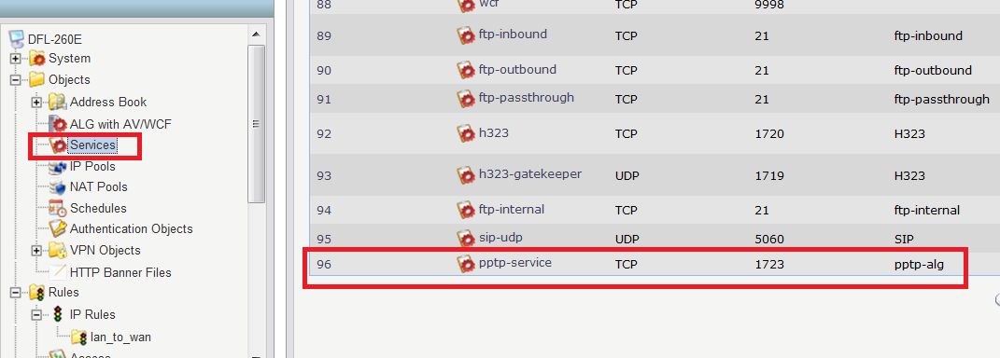 DFL-260E
System
Objects
Address Book
ALG with AV/WCF
Services
IP Pools
NAT Pools
Schedules
Authentication Objects
VPN Objects
HTTP Banner Files
Rules
IP Rules
lan_to_wan
Access
88 wcf TCP 9998
89 ftp-inbound TCP 21 ftp-inbound
90 ftp-outbound TCP 21 ftp-outbound
91 ftp-passthrough TCP 21 ftp-passthrough
92 h323 TCP 1720 H323
93 h323-gatekeeper UDP 1719 H323
94 ftp-internal TCP 21 ftp-internal
95 sip-udp UDP 5060 SIP
96 pptp-service TCP 1723 pptp-alg